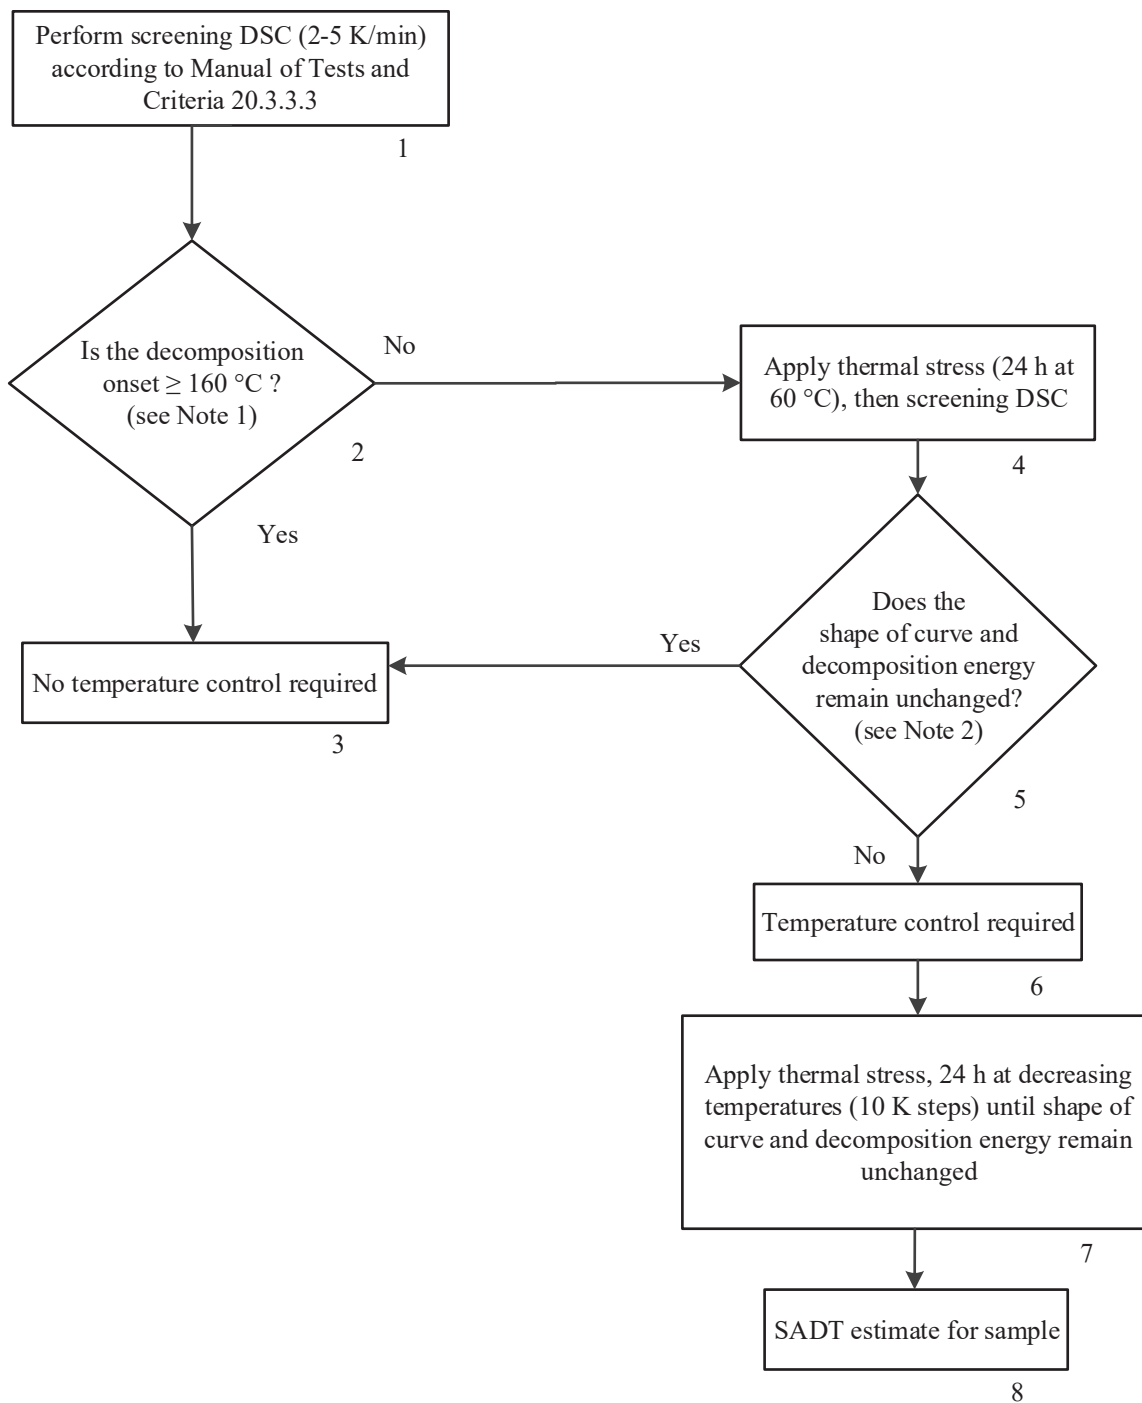 Perform screening DSC (2-5 K/min)
according to Manual of Tests and
Criteria 20.3.3.3
1
Is the decomposition
onset ≥ 160 °C ?
(see Note 1)
2
No
Yes
No temperature control required
3
Apply thermal stress (24 h at
60 °C), then screening DSC
4
Does the
shape of curve and
decomposition energy
remain unchanged?
(see Note 2)
5
Yes
No
Temperature control required
6
Apply thermal stress, 24 h at decreasing
temperatures (10 K steps) until shape of
curve and decomposition energy remain
unchanged
7
SADT estimate for sample
8